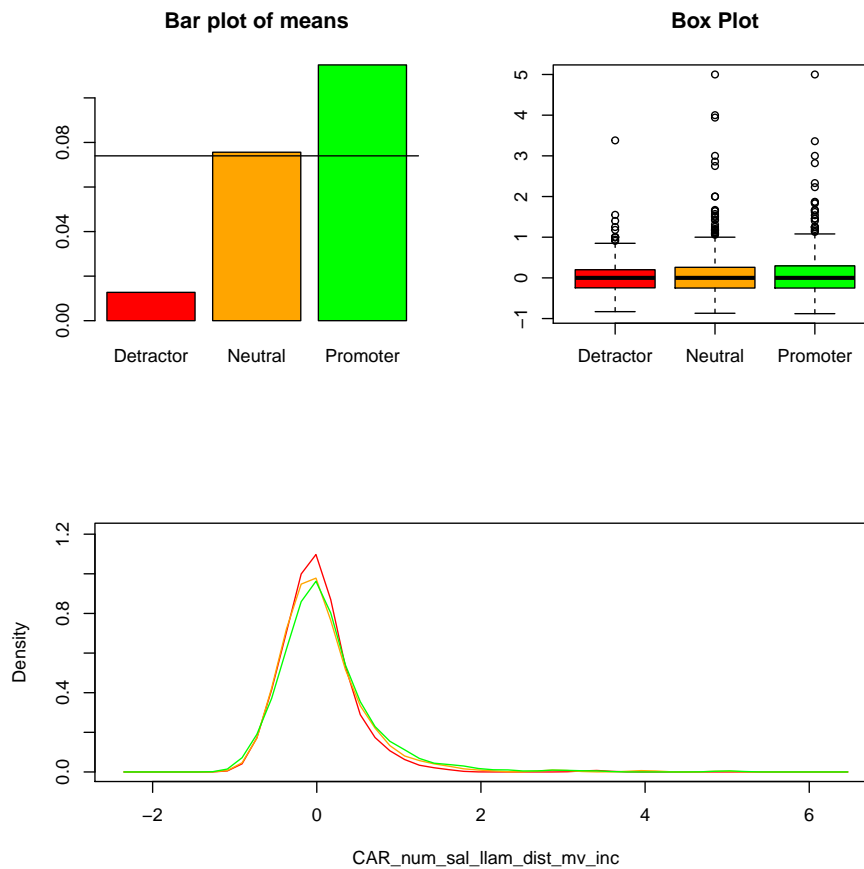 Bar plot of means
0.00
0.04
0.08
Detractor
Neutral
Promoter
Box Plot
−1
0
1
2
3
4
5
Detractor
Neutral
Promoter
Density
0.0
0.4
0.8
1.2
−2
0
2
4
6
CAR_num_sal_llam_dist_mv_inc